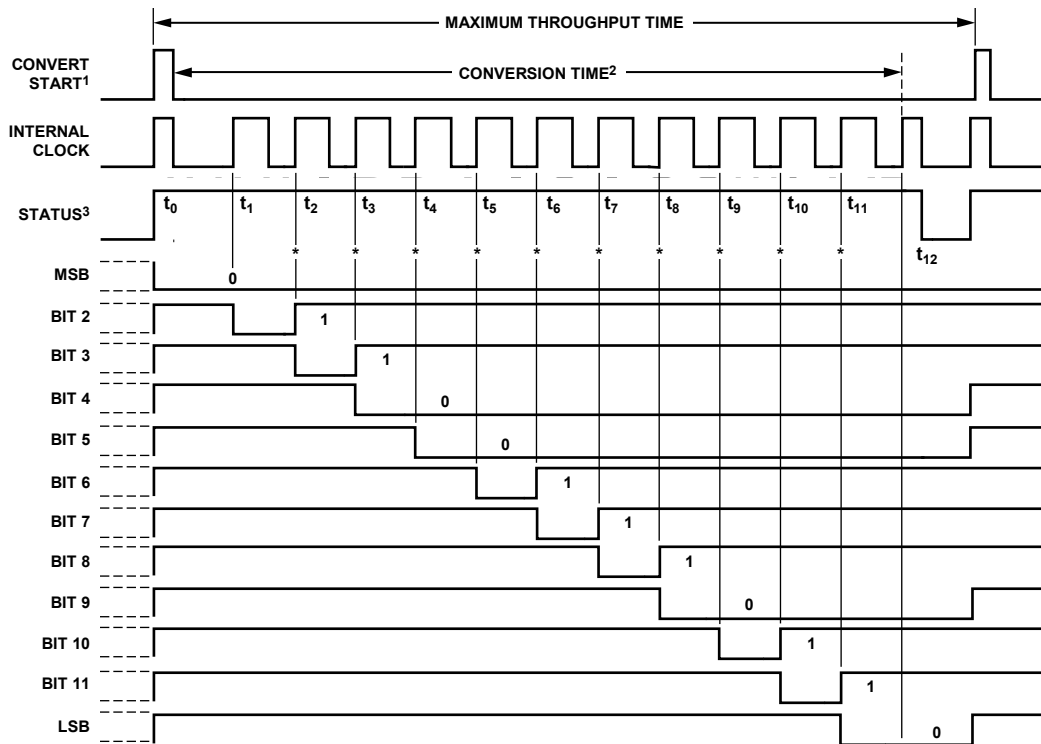 MAXIMUM THROUGHPUT TIME
CONVERT
START1
CONVERSION TIME2
INTERNAL
CLOCK
STATUS3
t0 t1 t2 t3 t4 t5 t6 t7 t8 t9 t10 t11
* * * * * * * * * * t12
MSB 0
BIT 2 1
BIT 3 1
BIT 4 0
BIT 5 0
BIT 6 1
BIT 7 1
BIT 8 1
BIT 9 0
BIT 10 1
BIT 11 1
LSB 0